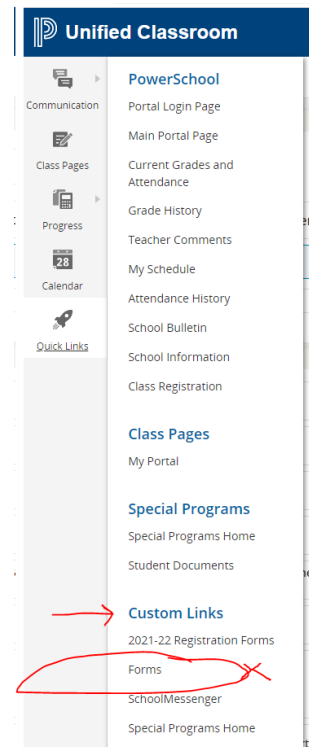 Unified Classroom
Communication
Class Pages
Progress
28
Calendar
Quick Links
PowerSchool
Portal Login Page
Main Portal Page
Current Grades and
Attendance
Grade History
Teacher Comments
My Schedule
Attendance History
School Bulletin
School Information
Class Registration
Class Pages
My Portal
Special Programs
Special Programs Home
Student Documents
Custom Links
2021-22 Registration Forms
Forms
SchoolMessenger
Special Programs Home